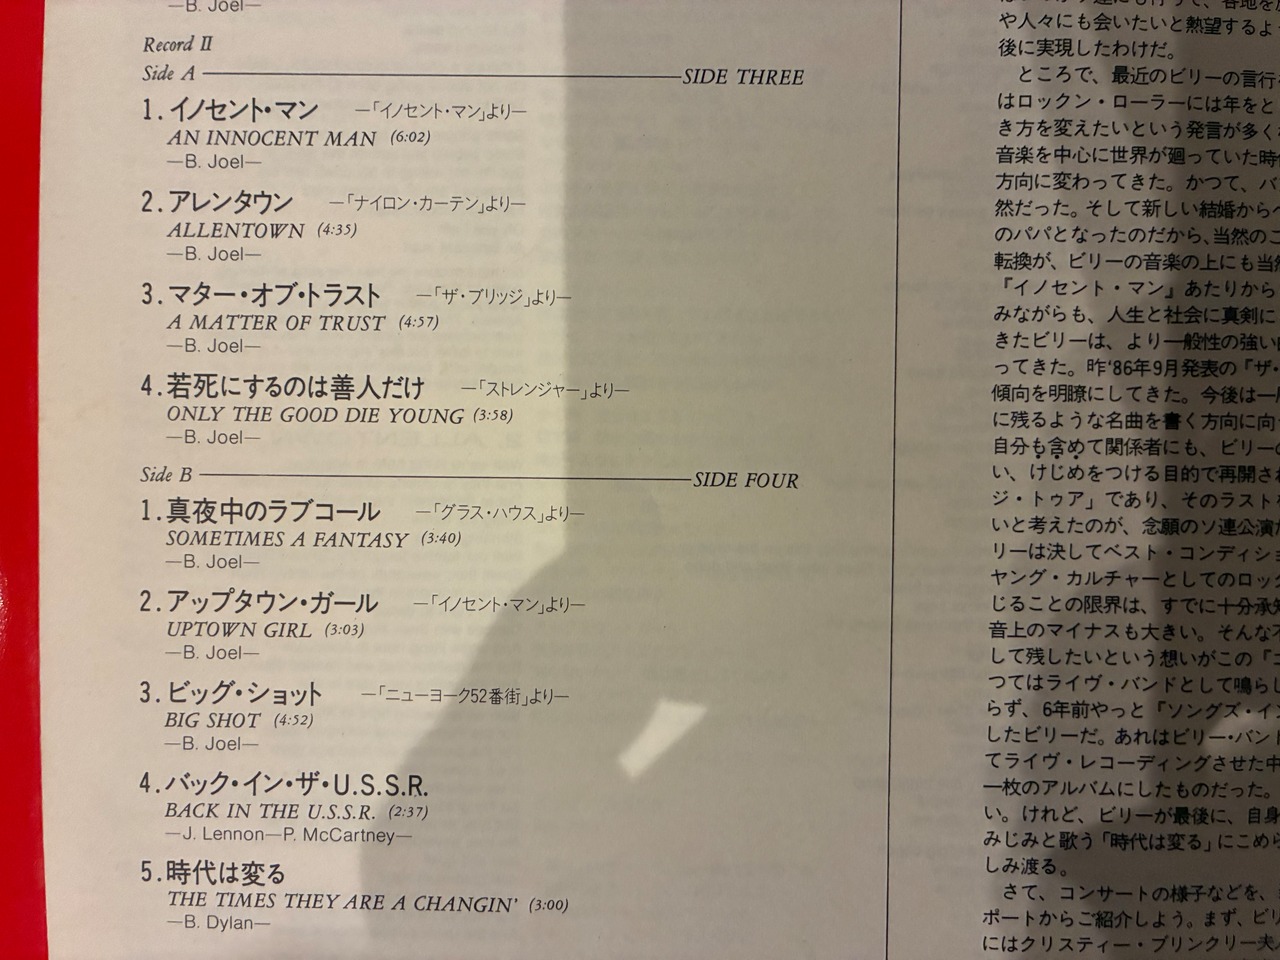 —B. Joel—
Record II
Side A SIDE THREE
1. イノセント・マン —「イノセント・マン」より—
AN INNOCENT MAN (6:02)
—B. Joel—
2. アレンタウン —「ナイロン・カーテン」より—
ALLENTOWN (4:35)
—B. Joel—
3. マター・オブ・トラスト —「ザ・ブリッジ」より—
A MATTER OF TRUST (4:57)
—B. Joel—
4. 若死にするのは善人だけ —「ストレンジャー」より—
ONLY THE GOOD DIE YOUNG (3:58)
—B. Joel—
Side B SIDE FOUR
1. 真夜中のラブコール —「グラス・ハウス」より—
SOMETIMES A FANTASY (3:40)
—B. Joel—
2. アップタウン・ガール —「イノセント・マン」より—
UPTOWN GIRL (3:03)
—B. Joel—
3. ビッグ・ショット —「ニューヨーク52番街」より—
BIG SHOT (4:52)
—B. Joel—
4. バック・イン・ザ・U.S.S.R.
BACK IN THE U.S.S.R. (2:37)
—J. Lennon—P. McCartney—
5. 時代は変る
THE TIMES THEY ARE A CHANGIN' (3:00)
—B. Dylan—
や人々にも会いたいと熱望するよ
後に実現したわけだ。
ところで、最近のビリーの言行
はロックン・ローラーには年をと
き方を変えたいという発言が多く
音楽を中心に世界が廻っていた時
方向に変わってきた。かつて、バ
然だった。そして新しい結婚から
のパパとなったのだから、当然のこ
転換が、ビリーの音楽の上にも当
『イノセント・マン』あたりから
みながらも、人生と社会に真剣に
きたビリーは、より一般性の強い
ってきた。昨'86年9月発表の『ザ・
傾向を明瞭にしてきた。今後は一
に残るような名曲を書く方向に向
自分も含めて関係者にも、ビリーの
い、けじめをつける目的で再開さ
ジ・トゥア」であり、そのラスト
いと考えたのが、念願のソ連公演
リーは決してベスト・コンディショ
ヤング・カルチャーとしてのロッ
じることの限界は、すでに十分承知
音上のマイナスも大きい。そんな
して残したいという想いがこの『コ
つてはライヴ・バンドとして鳴らし
らず、6年前やっと『ソングズ・イン
したビリーだ。あれはビリー・バンド
てライヴ・レコーディングさせた中
一枚のアルバムにしたものだった。
い。けれど、ビリーが最後に、自身
みじみと歌う「時代は変る」にこめら
しみ渡る。
さて、コンサートの様子などを、
ポートからご紹介しよう。まず、ビリ
にはクリスティー・ブリンクリー夫